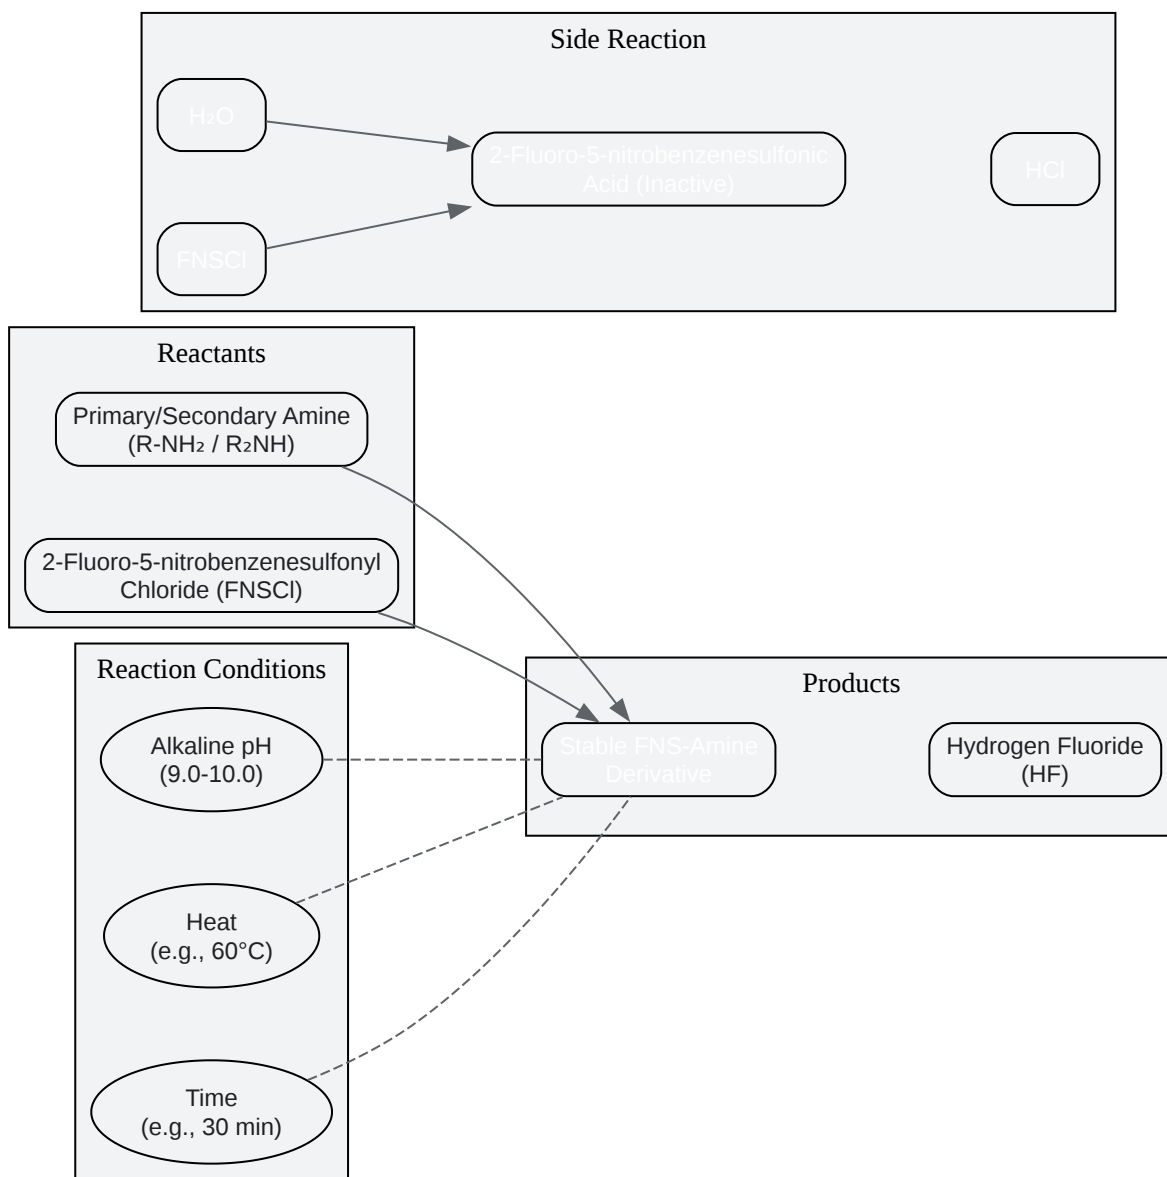 Side Reaction
H₂O
2-Fluoro-5-nitrobenzenesulfonic
Acid (Inactive)
HCl
FNSCl
Reactants
Primary/Secondary Amine
(R-NH₂ / R₂NH)
2-Fluoro-5-nitrobenzenesulfonyl
Chloride (FNSCl)
Reaction Conditions
Alkaline pH
(9.0-10.0)
Heat
(e.g., 60°C)
Time
(e.g., 30 min)
Products
Stable FNS-Amine
Derivative
Hydrogen Fluoride
(HF)